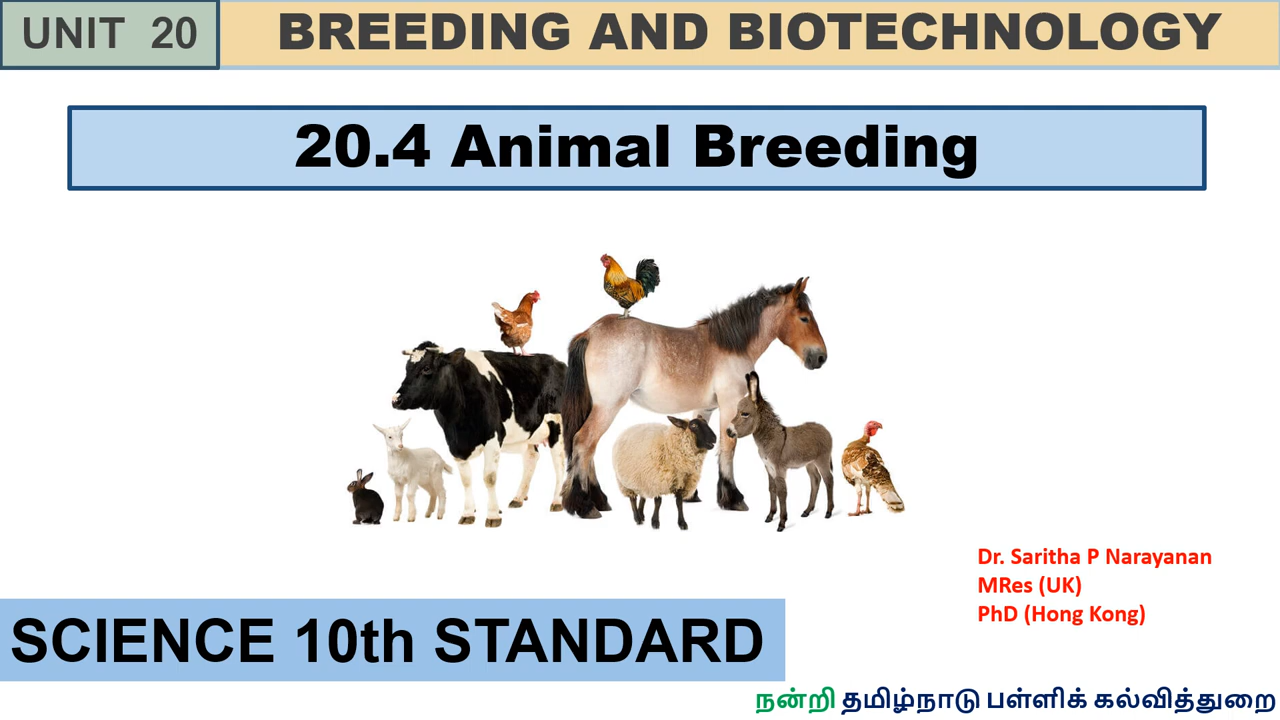 UNIT 20
BREEDING AND BIOTECHNOLOGY
20.4 Animal Breeding
Dr. Saritha P Narayanan
MRes (UK)
PhD (Hong Kong)
SCIENCE 10th STANDARD
நன்றி தமிழ்நாடு பள்ளிக் கல்வித்துறை